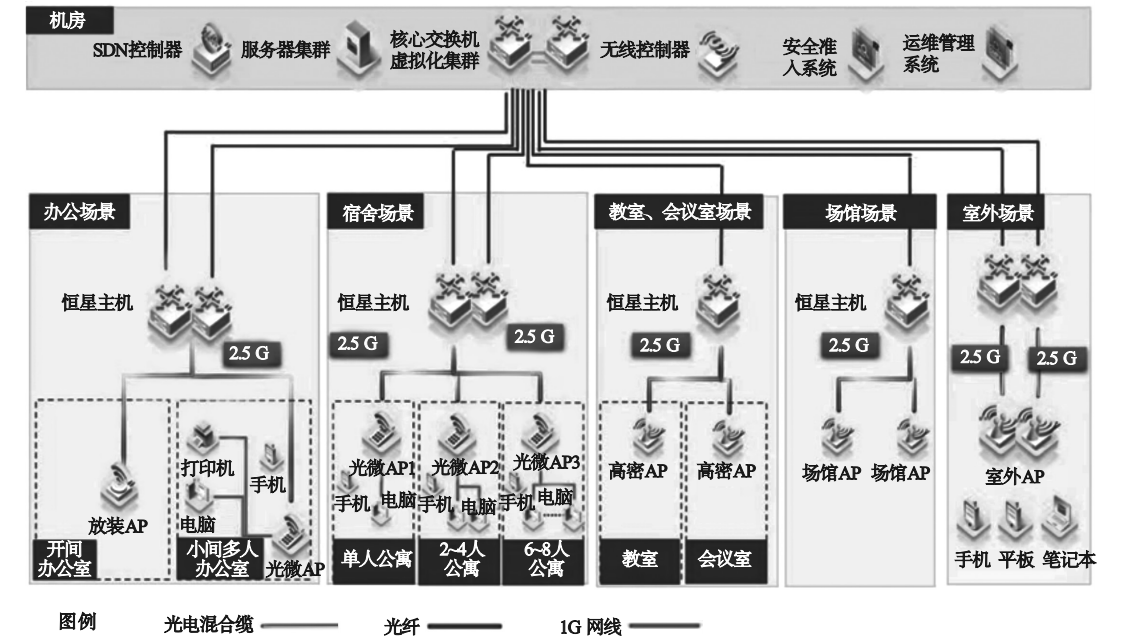 机房
SDN控制器
服务器集群
核心交换机
虚拟化集群
无线控制器
安全准
入系统
运维管理
系统
办公场景
宿舍场景
教室、会议室场景
场馆场景
室外场景
恒星主机
恒星主机
恒星主机
恒星主机
2.5 G
2.5 G
2.5 G
2.5 G
2.5 G
2.5 G
2.5 G
放装AP
打印机
手机
电脑
光微AP
开间
办公室
小间多人
办公室
光微AP1
手机
电脑
单人公寓
光微AP2
手机
电脑
2~4人
公寓
光微AP3
手机
电脑
6~8人
公寓
高密AP
高密AP
教室
会议室
场馆AP
场馆AP
室外AP
手机
平板
笔记本
图例
光电混合缆
光纤
1G 网线